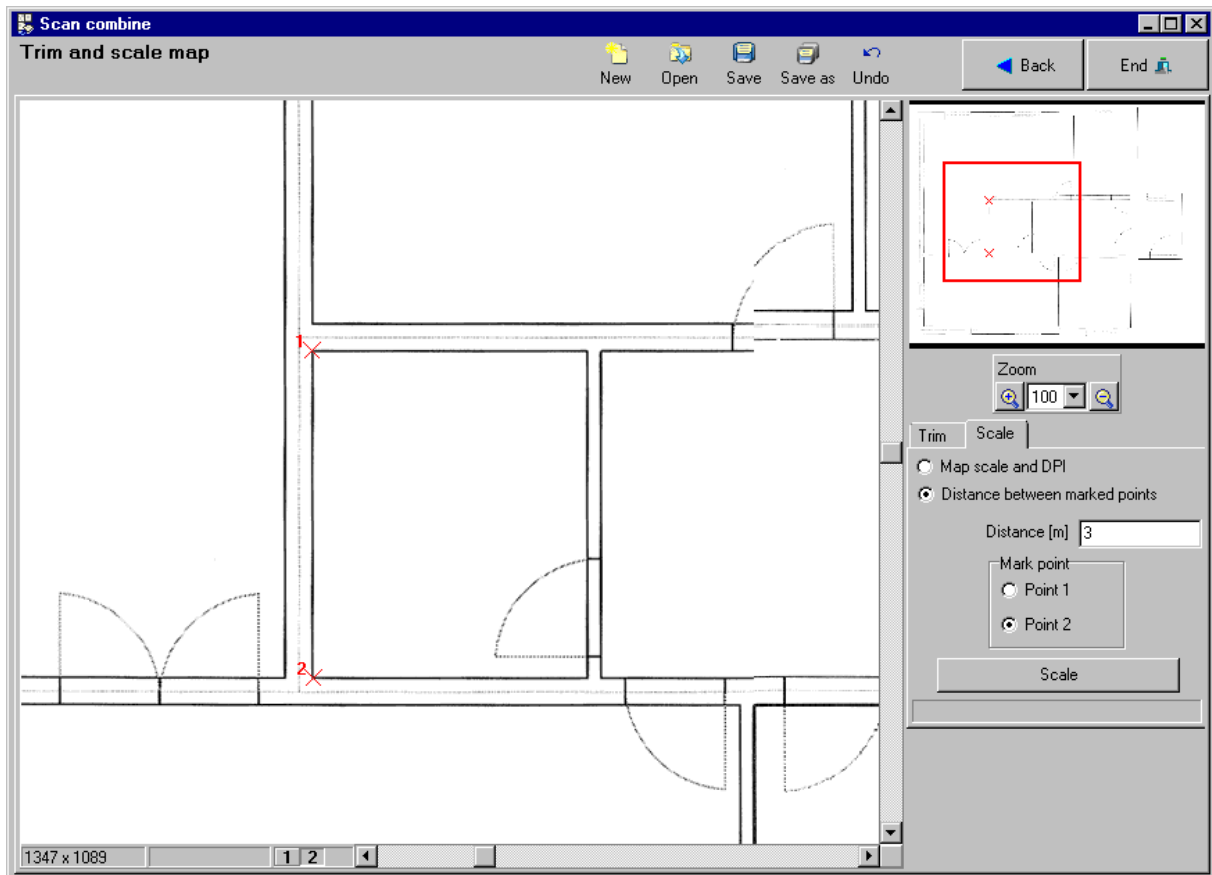 Scan combine
Trim and scale map
New Open Save Save as Undo
Back
End
1
2
Zoom
100
Trim Scale
Map scale and DPI
Distance between marked points
Distance [m] 3
Mark point
Point 1
Point 2
Scale
1347 x 1089
1 2